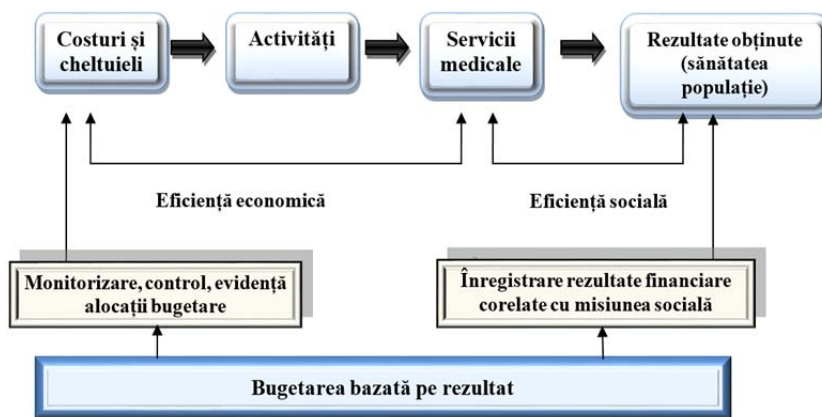 Costuri și
cheltuieli
Activități
Servicii
medicale
Rezultate obținute
(sănătatea
populație)
Eficiență economică
Eficiență socială
Monitorizare, control, evidență
alocații bugetare
Înregistrare rezultate financiare
corelate cu misiunea socială
Bugetarea bazată pe rezultat